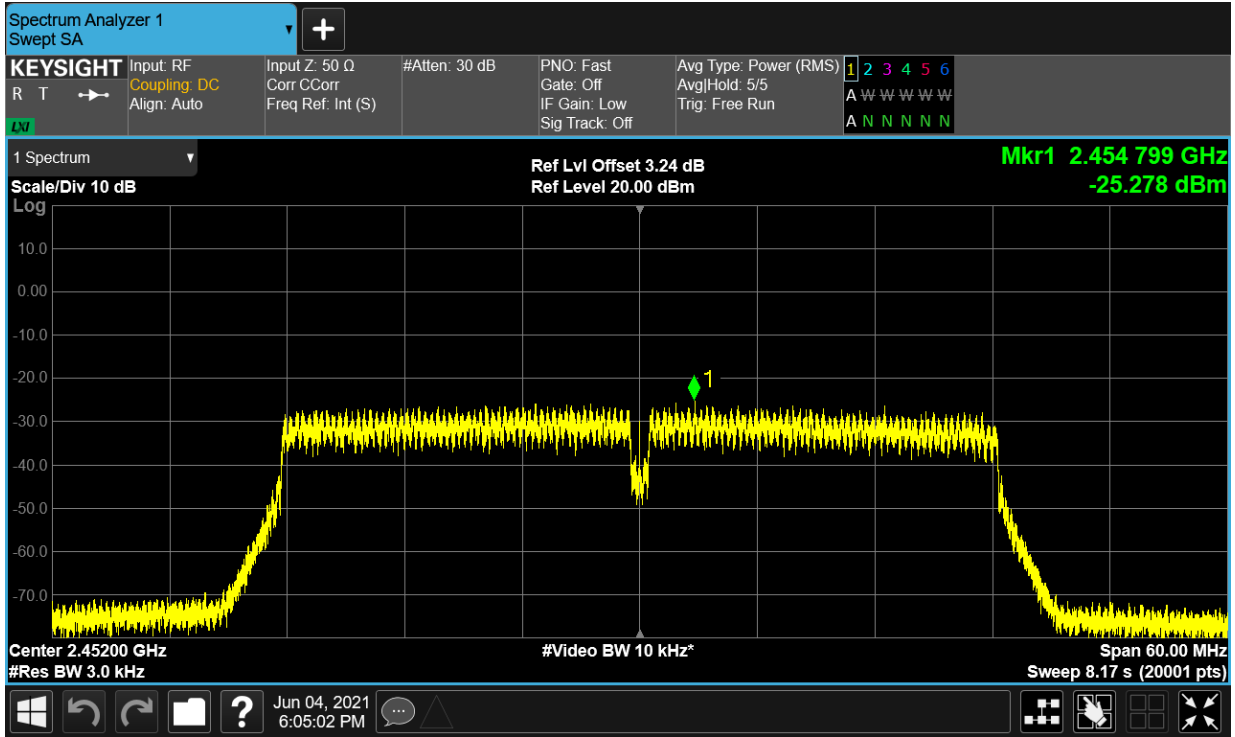 Spectrum Analyzer 1
Swept SA
+
KEYSIGHT
R T
LXI
Input: RF
Coupling: DC
Align: Auto
Input Z: 50 Ω
Corr CCorr
Freq Ref: Int (S)
#Atten: 30 dB
PNO: Fast
Gate: Off
IF Gain: Low
Sig Track: Off
Avg Type: Power (RMS)
Avg|Hold: 5/5
Trig: Free Run
1 2 3 4 5 6
A W W W W W
A N N N N N
1 Spectrum
Scale/Div 10 dB
Log
Ref Lvl Offset 3.24 dB
Ref Level 20.00 dBm
Mkr1 2.454 799 GHz
-25.278 dBm
10.0
0.00
-10.0
-20.0
1
-30.0
-40.0
-50.0
-60.0
-70.0
Center 2.45200 GHz
#Video BW 10 kHz*
Span 60.00 MHz
#Res BW 3.0 kHz
Sweep 8.17 s (20001 pts)
?
Jun 04, 2021
6:05:02 PM